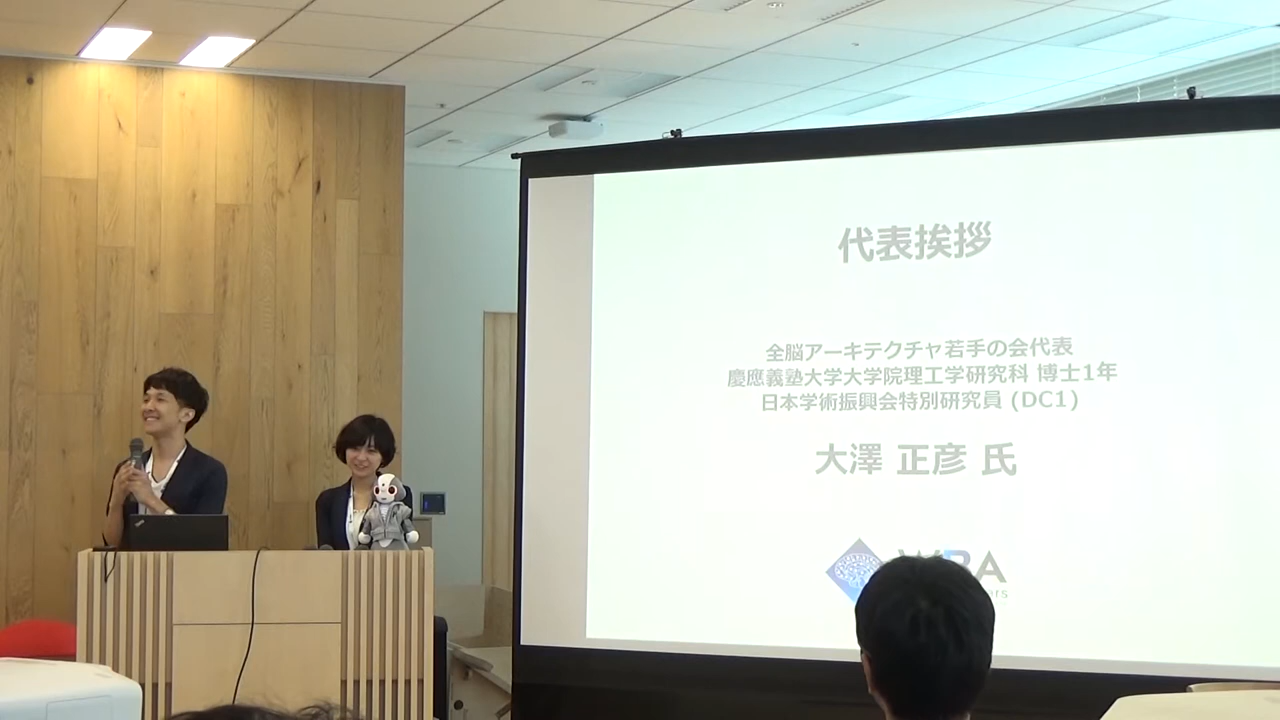 代表挨拶
全脳アーキテクチャ若手の会代表
慶應義塾大学大学院理工学研究科 博士1年
日本学術振興会特別研究員 (DC1)
大澤 正彦 氏